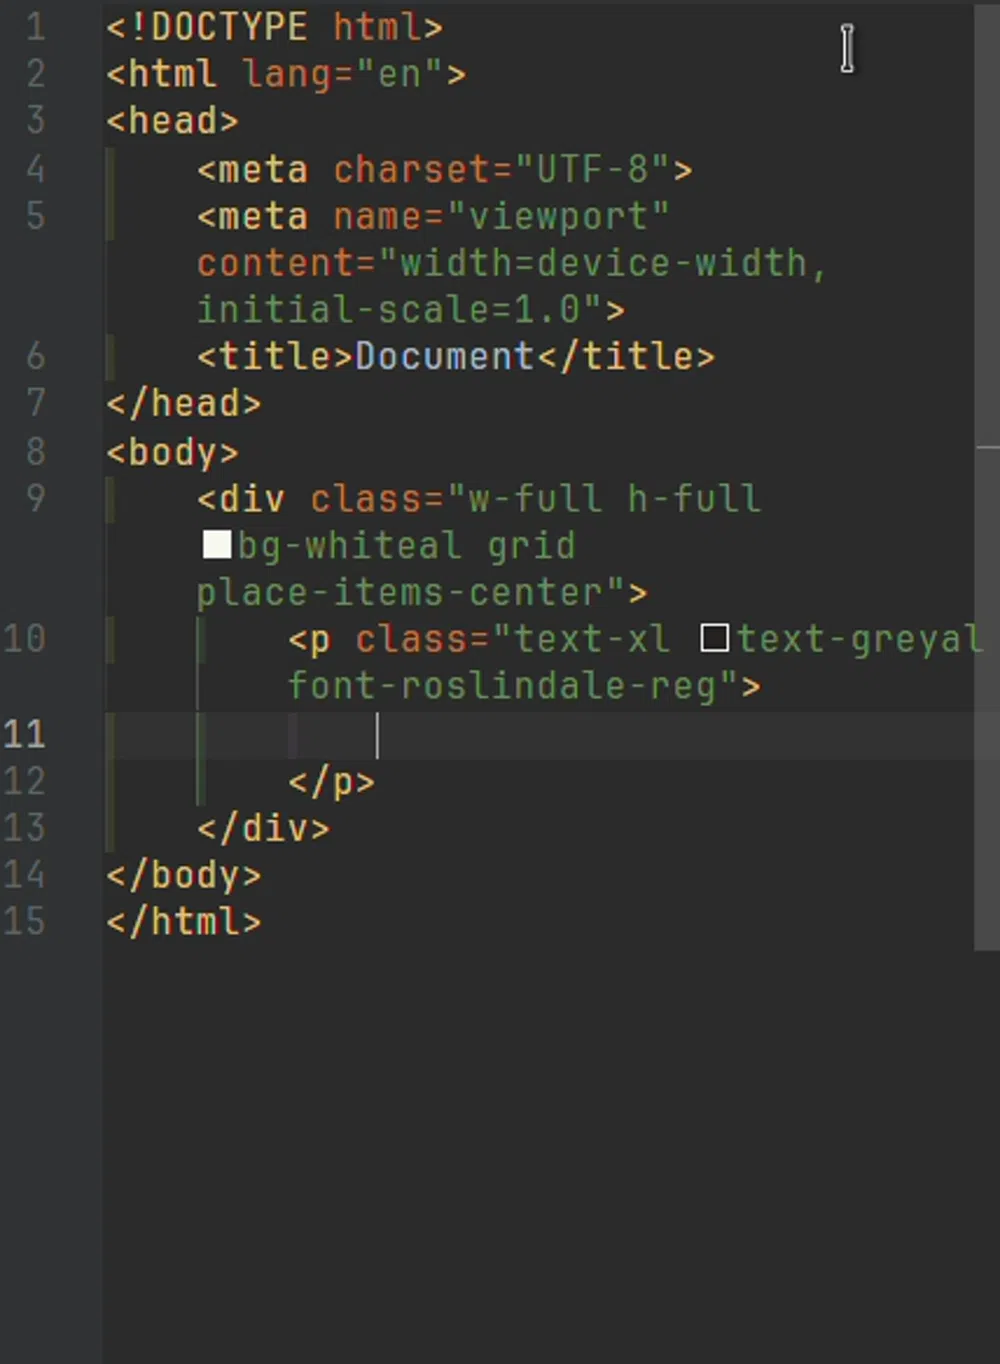 1 <!DOCTYPE html>
2 <html lang="en">
3 <head>
4 <meta charset="UTF-8">
5 <meta name="viewport"
content="width=device-width,
initial-scale=1.0">
6 <title>Document</title>
7 </head>
8 <body>
9 <div class="w-full h-full
bg-whiteal grid
place-items-center">
10 <p class="text-xl text-greyal
font-roslindale-reg">
11
12 </p>
13 </div>
14 </body>
15 </html>